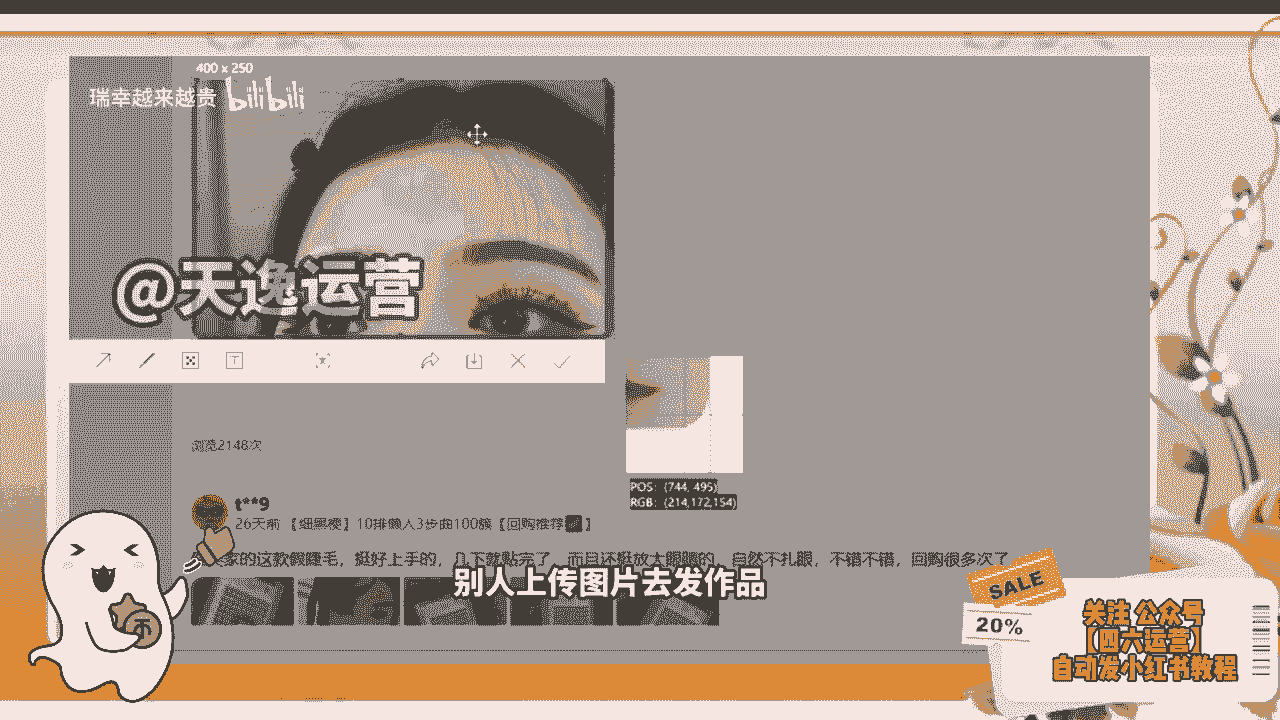 400 x 250
瑞幸越来越贵 bilibili
@天逸运营
浏览2148次
POS: (744, 495)
RGB: (214,172,154)
t**9
26天前 【细黑梗】10排懒人3步曲100簇【回购推荐】
家的这款假睫毛，挺好上手的，几下就贴完了，而且还挺放大眼睛的，自然不扎眼，不错不错，回购很多次了
别人上传图片去发作品
SALE
20%
关注 公众号
【四六运营】
自动发小红书教程